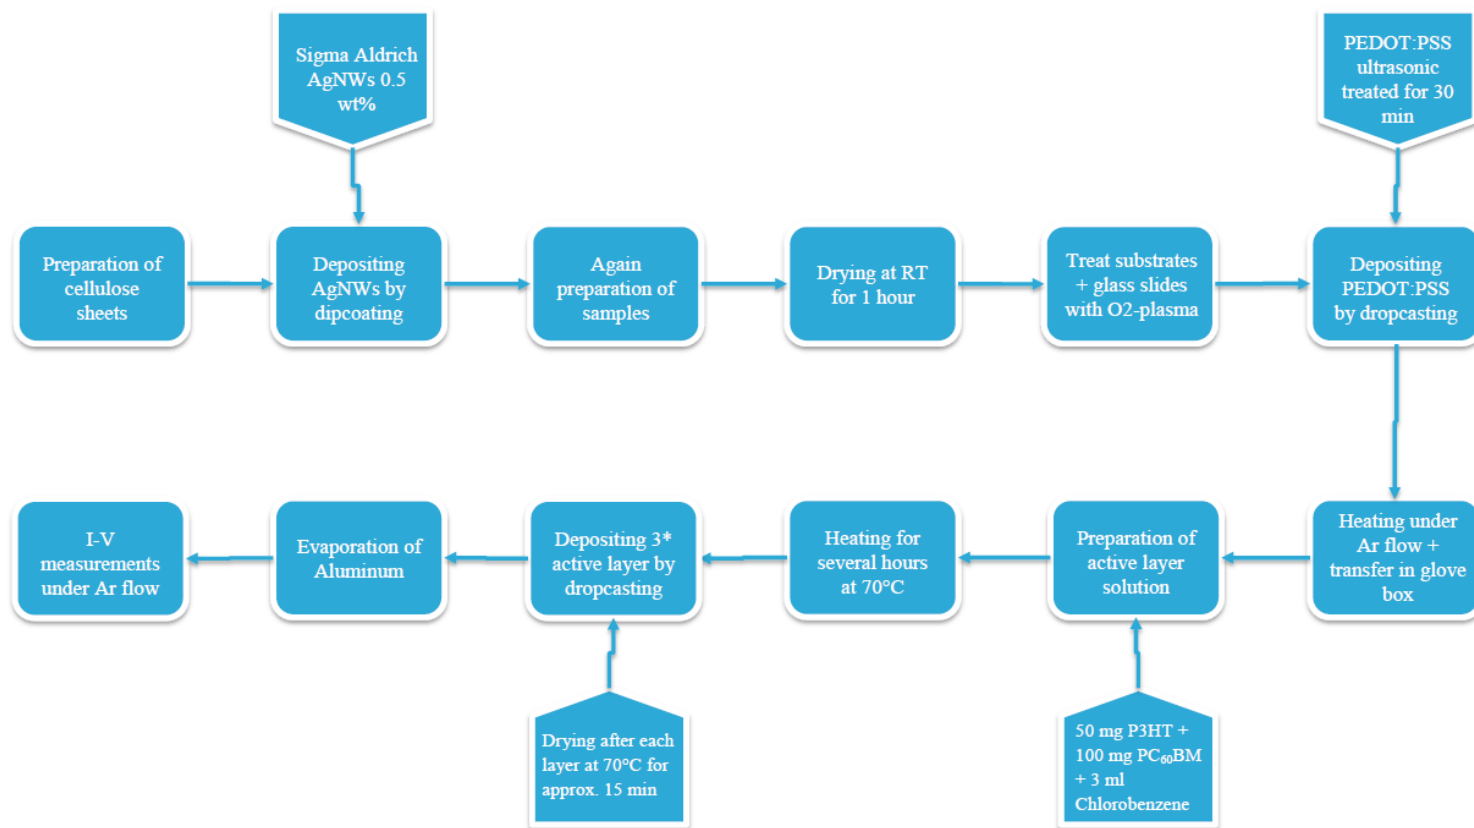 Sigma Aldrich
AgNWs 0.5
wt%
PEDOT:PSS
ultrasonic
treated for 30
min
Preparation of
cellulose
sheets
Depositing
AgNWs by
dipcoating
Again
preparation of
samples
Drying at RT
for 1 hour
Treat substrates
+ glass slides
with O2-plasma
Depositing
PEDOT:PSS
by dropcasting
I-V
measurements
under Ar flow
Evaporation of
Aluminum
Depositing 3*
active layer by
dropcasting
Heating for
several hours
at 70°C
Preparation of
active layer
solution
Heating under
Ar flow +
transfer in glove
box
Drying after each
layer at 70°C for
approx. 15 min
50 mg P3HT +
100 mg PC₆₀BM
+ 3 ml
Chlorobenzene